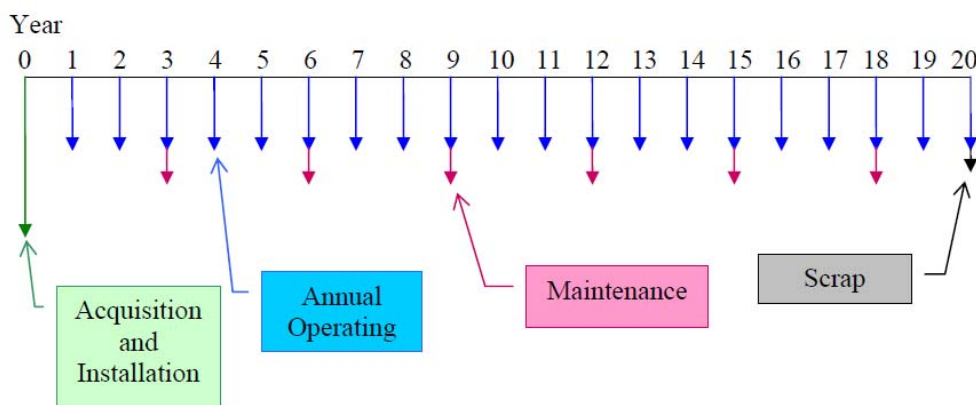 Year
0 1 2 3 4 5 6 7 8 9 10 11 12 13 14 15 16 17 18 19 20
Acquisition
and
Installation
Annual
Operating
Maintenance
Scrap